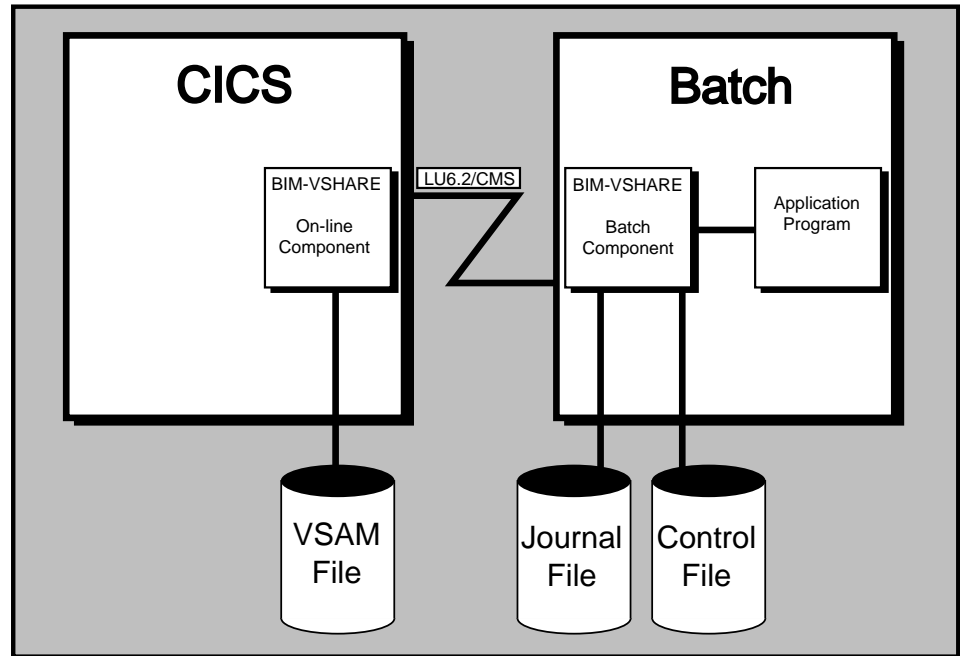 CICS
BIM-VSHARE
On-line
Component
LU6.2/CMS
Batch
BIM-VSHARE
Batch
Component
Application
Program
VSAM
File
Journal
File
Control
File